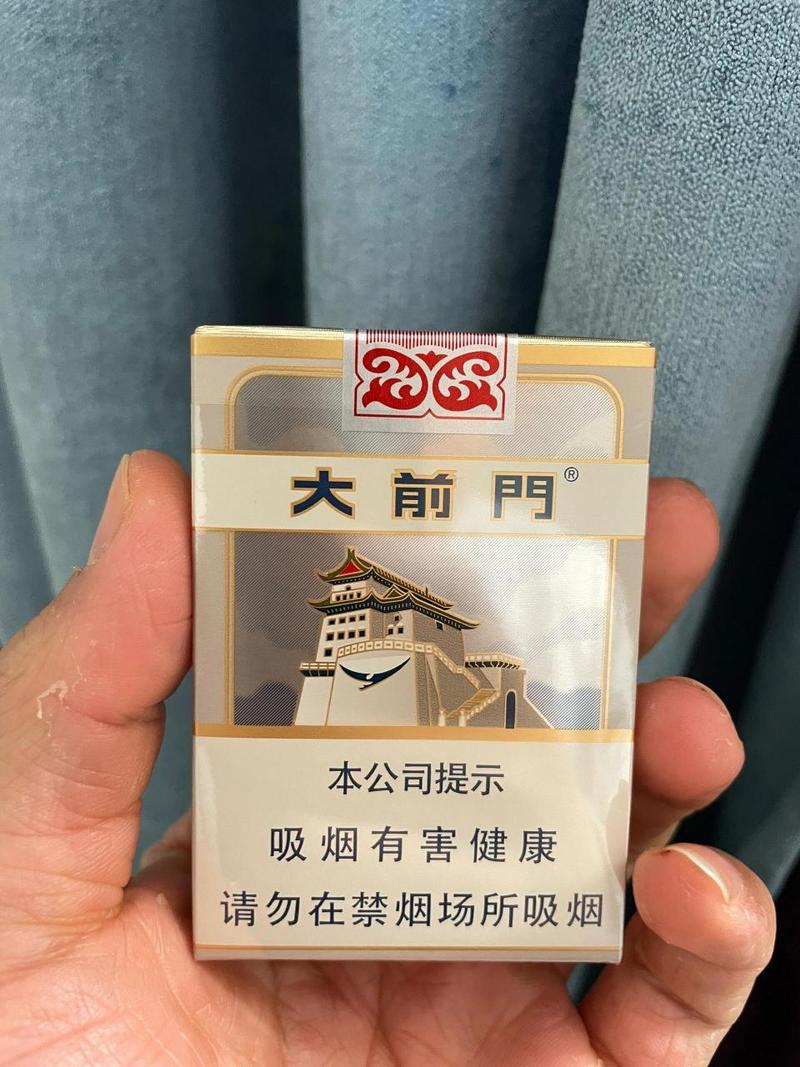 大前門®
本公司提示
吸烟有害健康
请勿在禁烟场所吸烟